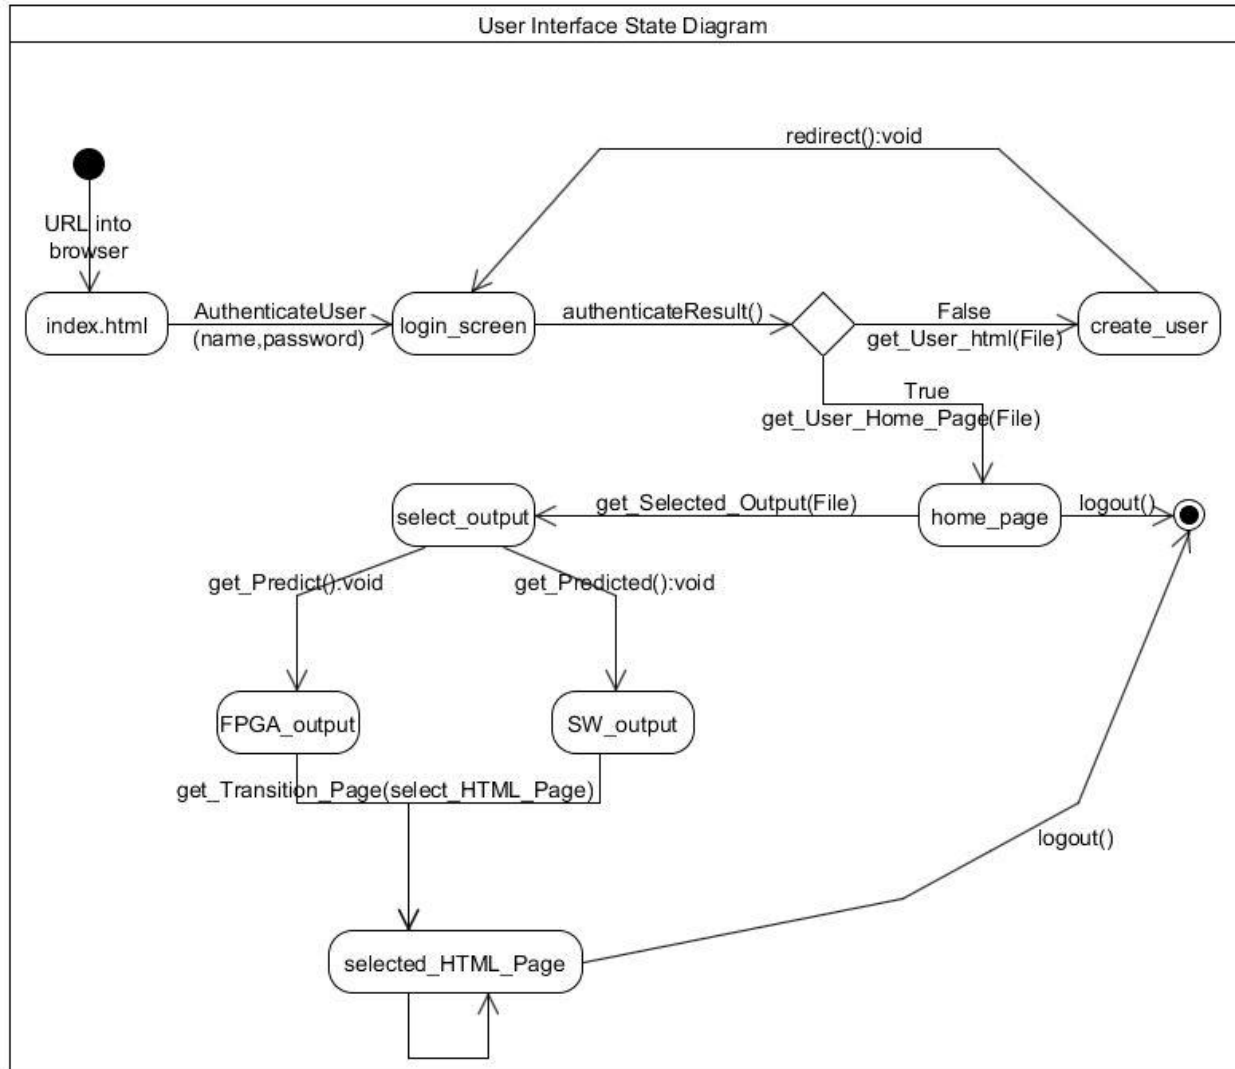 User Interface State Diagram
redirect():void
URL into
browser
index.html
AuthenticateUser
(name,password)
login_screen
authenticateResult()
False
get_User_html(File)
create_user
True
get_User_Home_Page(File)
select_output
get_Selected_Output(File)
home_page
logout()
get_Predict():void
get_Predicted():void
FPGA_output
SW_output
get_Transition_Page(select_HTML_Page)
logout()
selected_HTML_Page